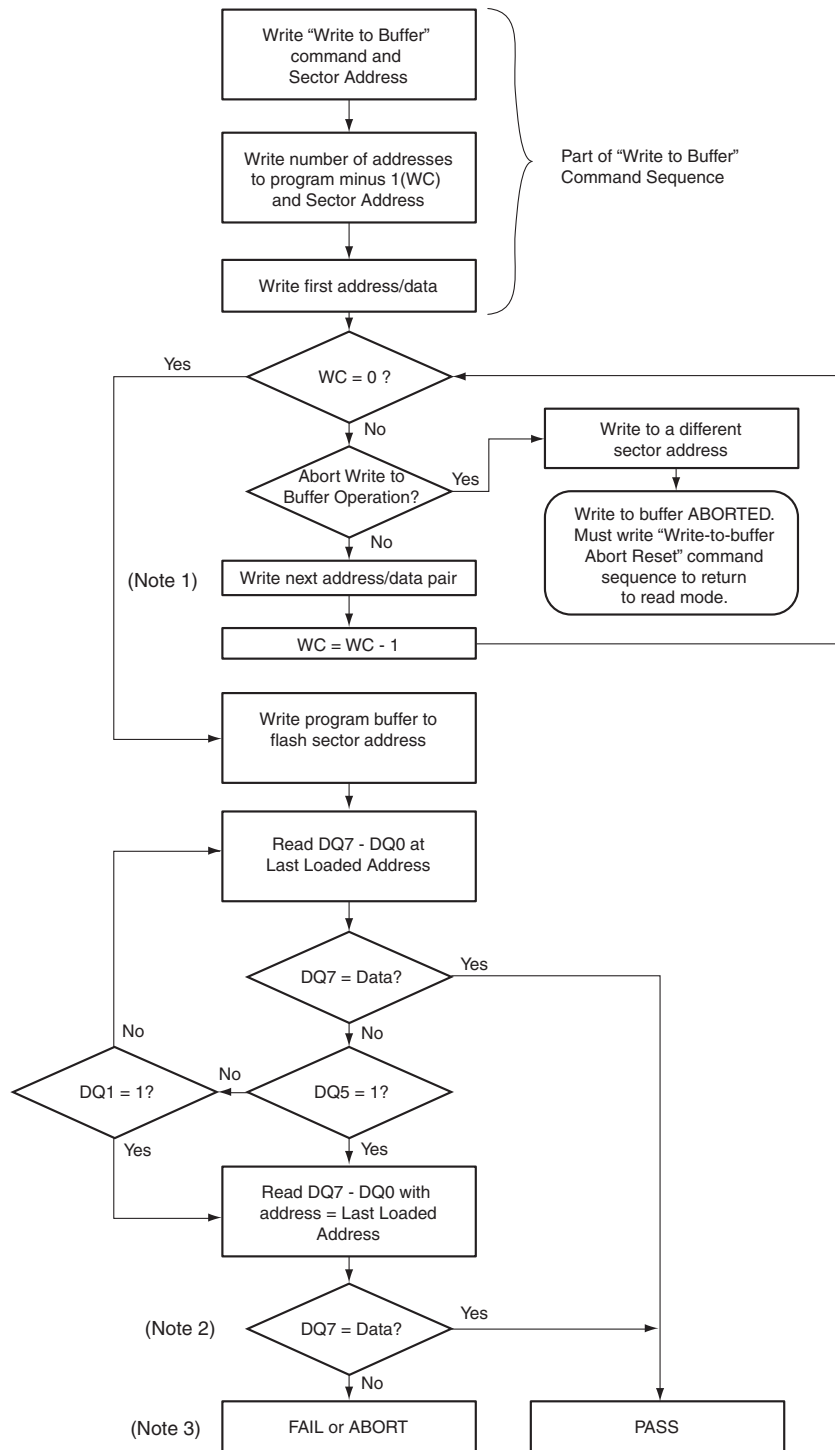 Write “Write to Buffer”
command and
Sector Address
Write number of addresses
to program minus 1(WC)
and Sector Address
Part of “Write to Buffer”
Command Sequence
Write first address/data
Yes
WC = 0 ?
No
Write to a different
sector address
Abort Write to
Buffer Operation?
Yes
No
Write to buffer ABORTED.
Must write “Write-to-buffer
Abort Reset” command
sequence to return
to read mode.
(Note 1)
Write next address/data pair
WC = WC - 1
Write program buffer to
flash sector address
Read DQ7 - DQ0 at
Last Loaded Address
DQ7 = Data?
Yes
No
No
DQ1 = 1?
No
DQ5 = 1?
Yes
Yes
Read DQ7 - DQ0 with
address = Last Loaded
Address
(Note 2)
DQ7 = Data?
Yes
No
(Note 3)
FAIL or ABORT
PASS